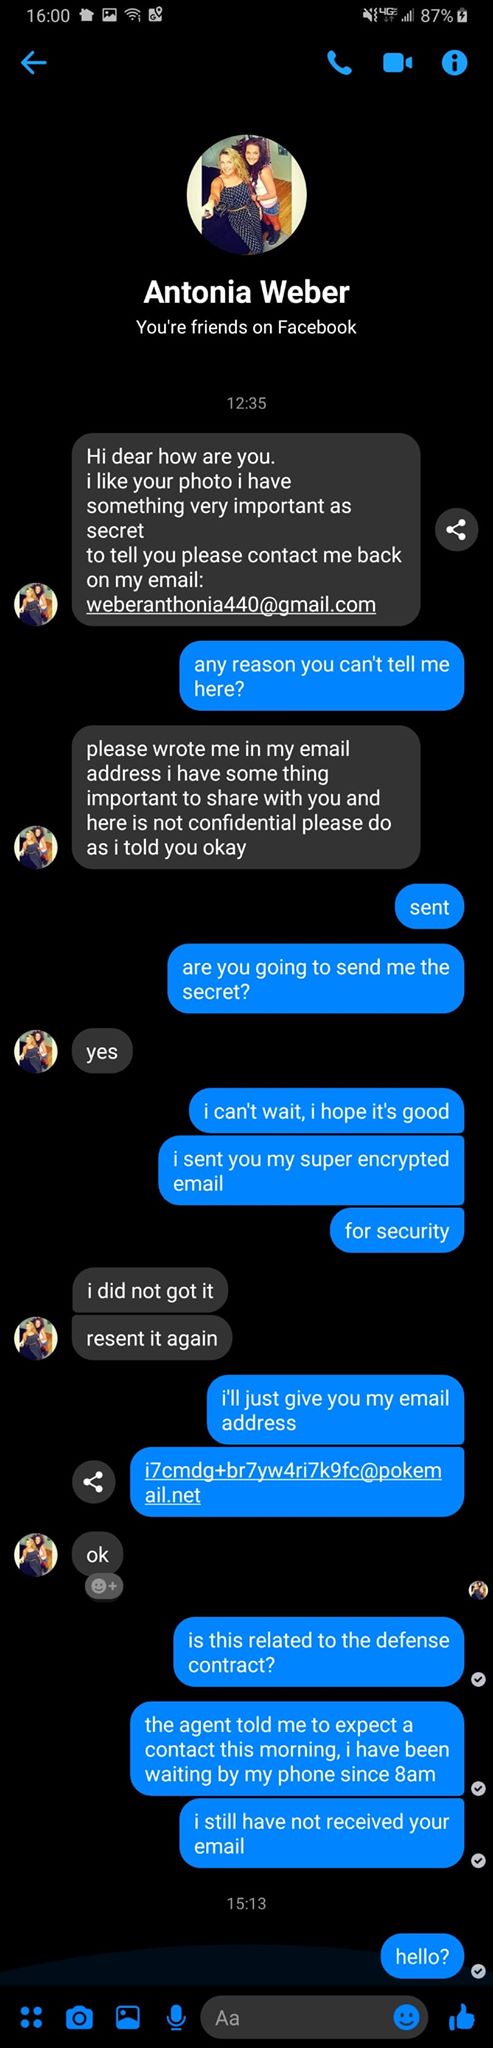 16:00 4G 87%
Antonia Weber
You're friends on Facebook
12:35
Hi dear how are you.
i like your photo i have
something very important as
secret
to tell you please contact me back
on my email:
weberanthonia440@gmail.com
any reason you can't tell me
here?
please wrote me in my email
address i have some thing
important to share with you and
here is not confidential please do
as i told you okay
sent
are you going to send me the
secret?
yes
i can't wait, i hope it's good
i sent you my super encrypted
email
for security
i did not got it
resent it again
i'll just give you my email
address
i7cmdg+br7yw4ri7k9fc@pokem
ail.net
ok
is this related to the defense
contract?
the agent told me to expect a
contact this morning, i have been
waiting by my phone since 8am
i still have not received your
email
15:13
hello?
Aa